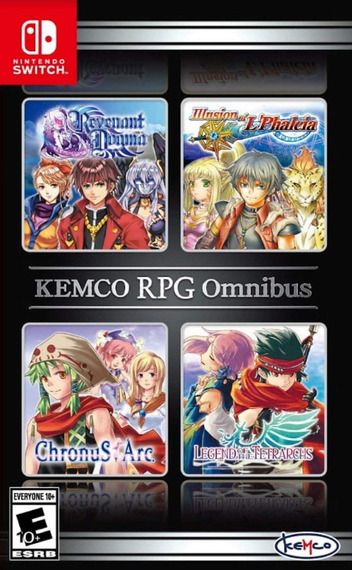 NINTENDO
SWITCH
Revenant Dogma
Illusion of L'Phalcia
KEMCO RPG Omnibus
Chronus Arc
Legend of the Tetrarchs
EVERYONE 10+
E
10+
ESRB
KEMCO